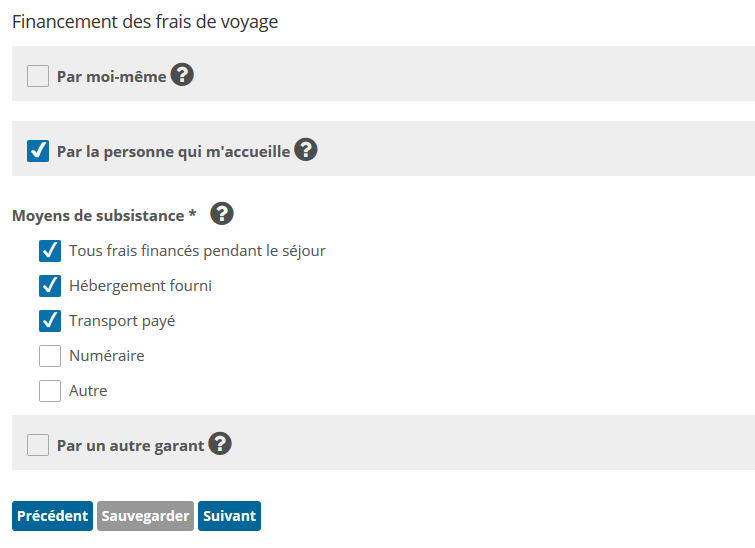 Financement des frais de voyage
Par moi-même ?
Par la personne qui m'accueille ?
Moyens de subsistance * ?
Tous frais financés pendant le séjour
Hébergement fourni
Transport payé
Numéraire
Autre
Par un autre garant ?
Précédent Sauvegarder Suivant